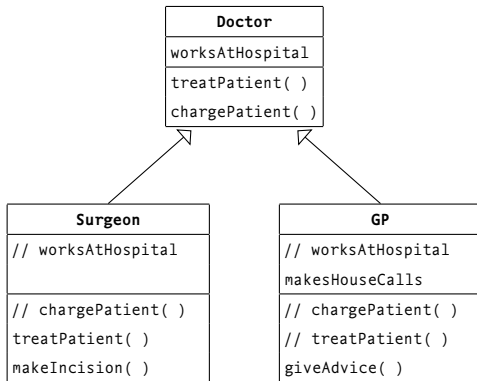 Doctor
worksAtHospital
treatPatient( )
chargePatient( )
Surgeon
// worksAtHospital
// chargePatient( )
treatPatient( )
makeIncision( )
GP
// worksAtHospital
makesHouseCalls
// chargePatient( )
// treatPatient( )
giveAdvice( )